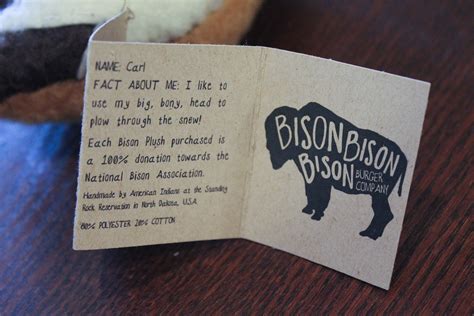 NAME: Carl
FACT ABOUT ME: I like to
use my big, bony, head to
plow through the snew!
Each Bison Plush purchased is
a 100% donation towards the
National Bison Association.
Handmade by American Indians at the Standing
Rock Reservation in North Dakota, U.S.A.
80% POLYESTER 20% COTTON
BISON BISON
BISON BURGER
COMPANY